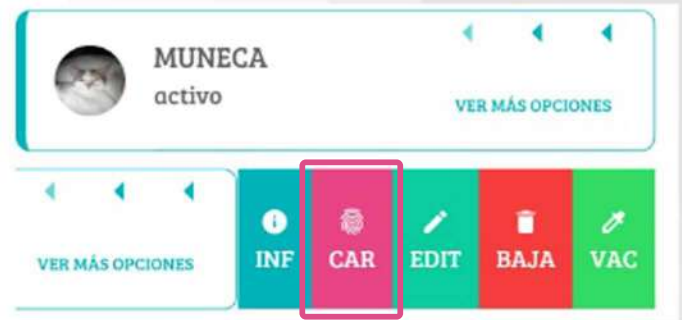 MUNECA
activo
VER MÁS OPCIONES
VER MÁS OPCIONES
INF
CAR
EDIT
BAJA
VAC